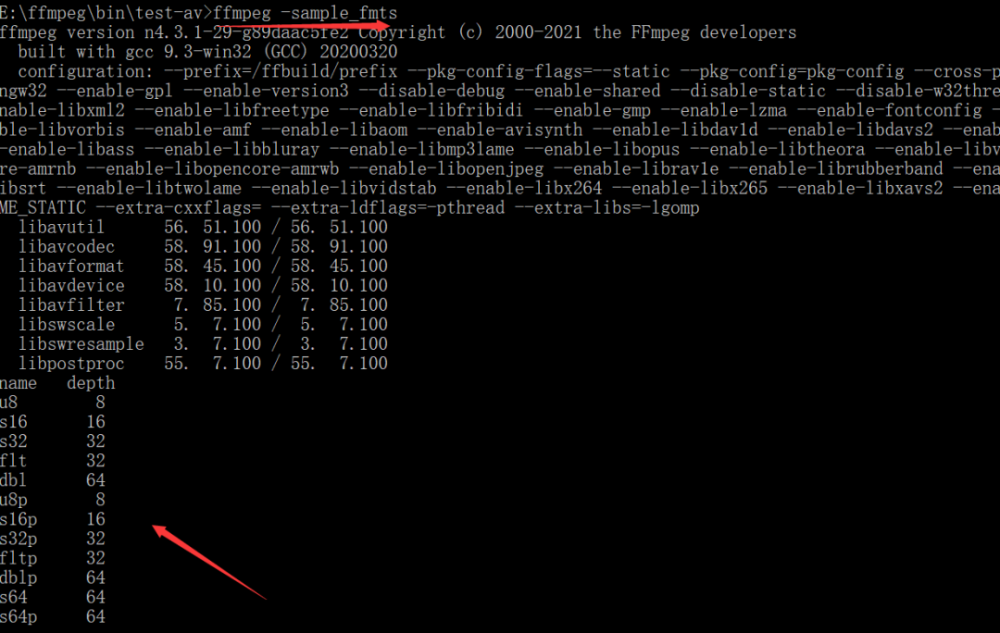 E:\ffmpeg\bin\test-av>ffmpeg -sample_fmts
ffmpeg version n4.3.1-29-g89daac5fe2 Copyright (c) 2000-2021 the FFmpeg developers
built with gcc 9.3-win32 (GCC) 20200320
configuration: --prefix=/ffbuild/prefix --pkg-config-flags=--static --pkg-config=pkg-config --cross-p
ngw32 --enable-gpl --enable-version3 --disable-debug --enable-shared --disable-static --disable-w32thre
nable-libxml2 --enable-libfreetype --enable-libfribidi --enable-gmp --enable-lzma --enable-fontconfig -
ble-libvorbis --enable-amf --enable-libaom --enable-avisynth --enable-libdav1d --enable-libdavs2 --enab
-enable-libass --enable-libbluray --enable-libmp3lame --enable-libopus --enable-libtheora --enable-libv
re-amrnb --enable-libopencore-amrwb --enable-libopenjpeg --enable-librav1e --enable-librubberband --ena
ibsrt --enable-libtwolame --enable-libvidstab --enable-libx264 --enable-libx265 --enable-libxavs2 --ena
ME_STATIC --extra-cxxflags= --extra-ldflags=-pthread --extra-libs=-lgomp
libavutil 56. 51.100 / 56. 51.100
libavcodec 58. 91.100 / 58. 91.100
libavformat 58. 45.100 / 58. 45.100
libavdevice 58. 10.100 / 58. 10.100
libavfilter 7. 85.100 / 7. 85.100
libswscale 5. 7.100 / 5. 7.100
libswresample 3. 7.100 / 3. 7.100
libpostproc 55. 7.100 / 55. 7.100
name depth
u8 8
s16 16
s32 32
flt 32
dbl 64
u8p 8
s16p 16
s32p 32
fltp 32
dblp 64
s64 64
s64p 64